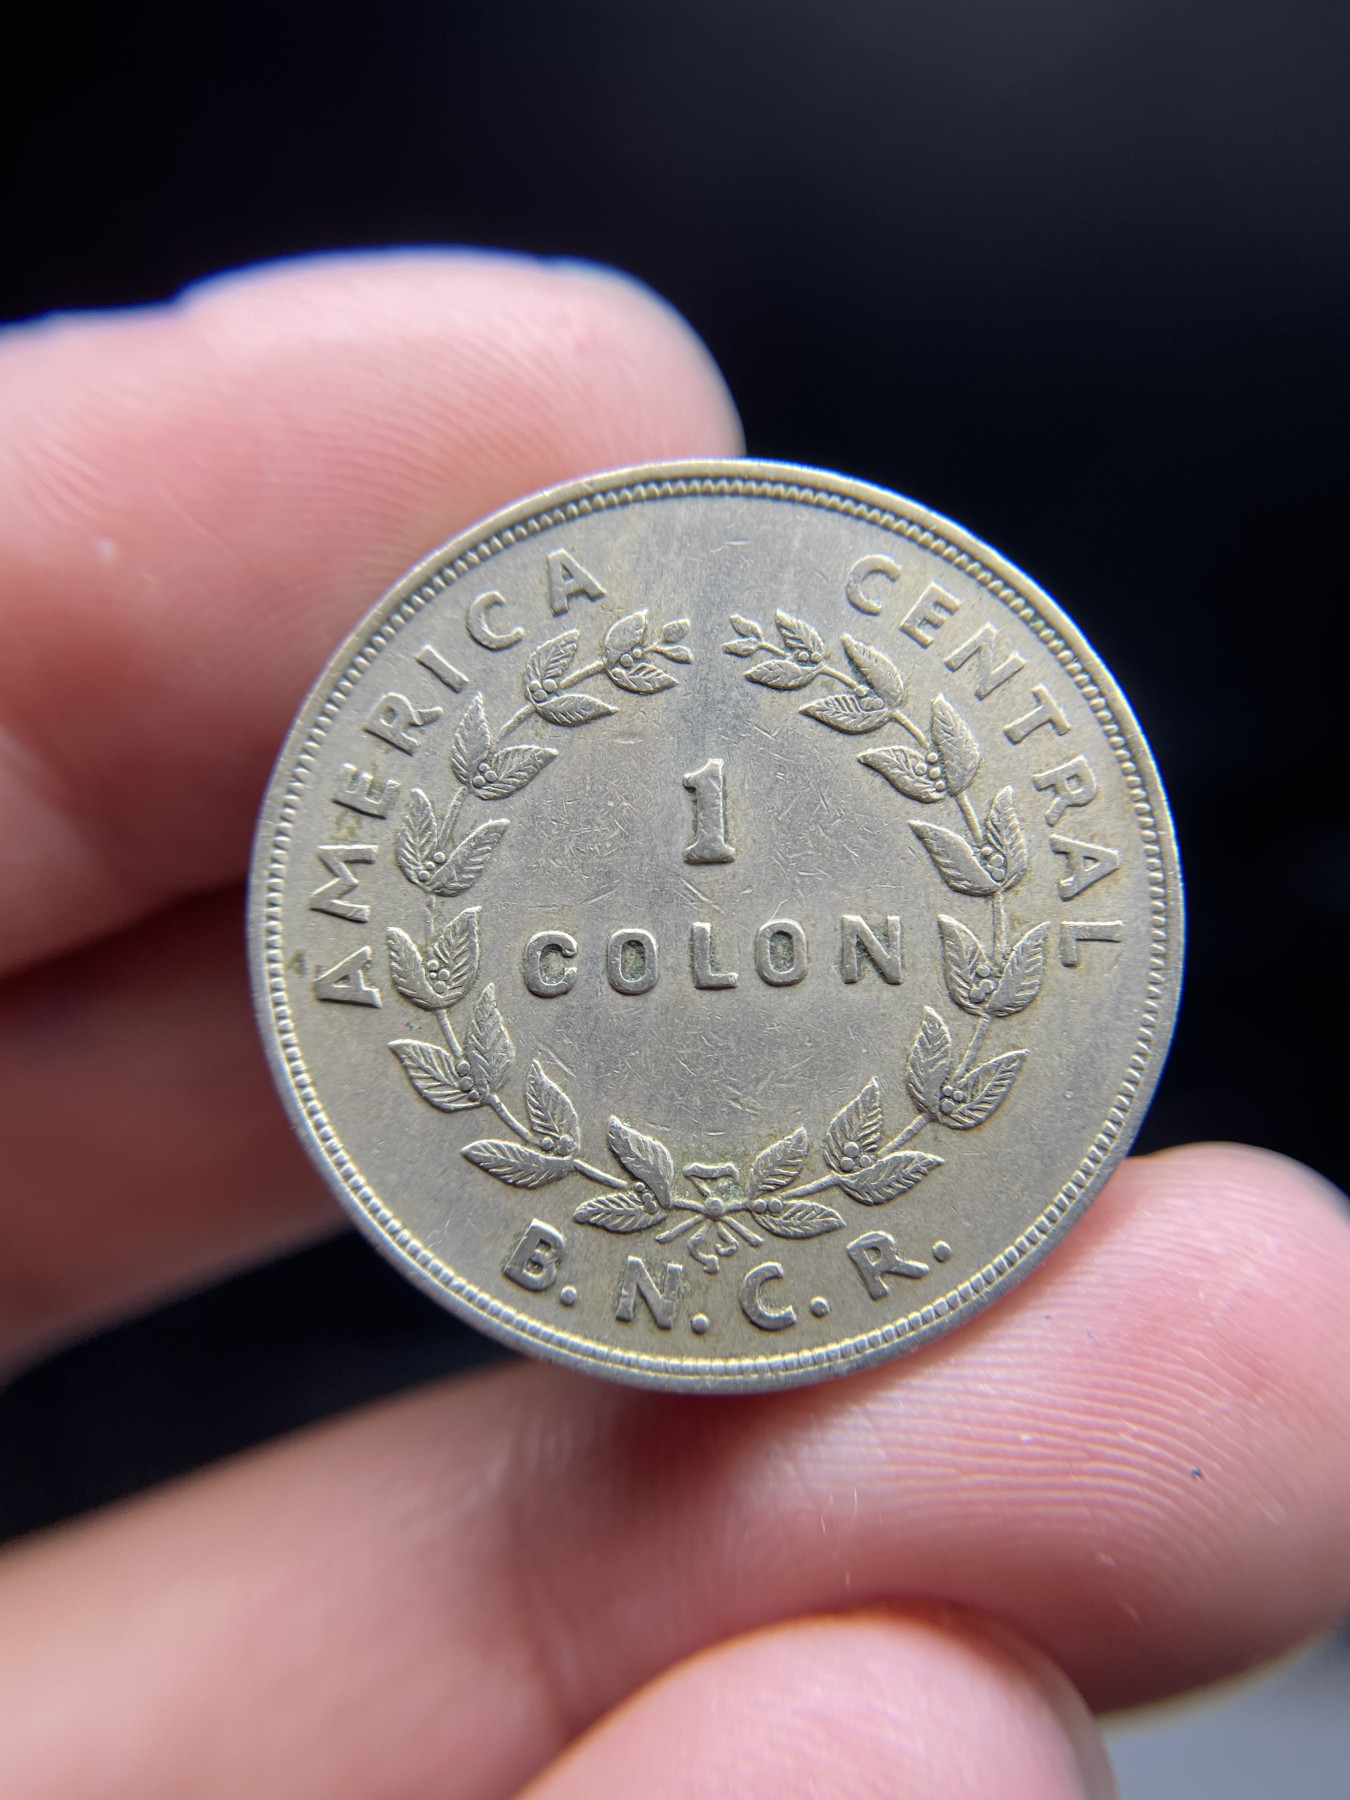 AMERICA CENTRAL
1
COLON
B. N. C. R.